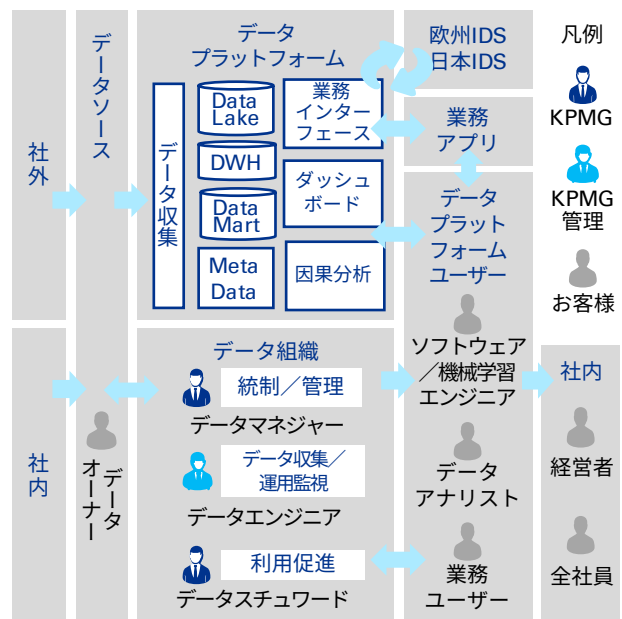 社外
社内
データソース
データ
オーナー
データ
プラットフォーム
データ収集
Data
Lake
DWH
Data
Mart
Meta
Data
業務
インター
フェース
ダッシュ
ボード
因果分析
データ組織
統制／管理
データマネジャー
データ収集／
運用監視
データエンジニア
利用促進
データスチュワード
欧州IDS
日本IDS
業務
アプリ
データ
プラット
フォーム
ユーザー
ソフトウェア
／機械学習
エンジニア
データ
アナリスト
業務
ユーザー
凡例
KPMG
KPMG
管理
お客様
社内
経営者
全社員